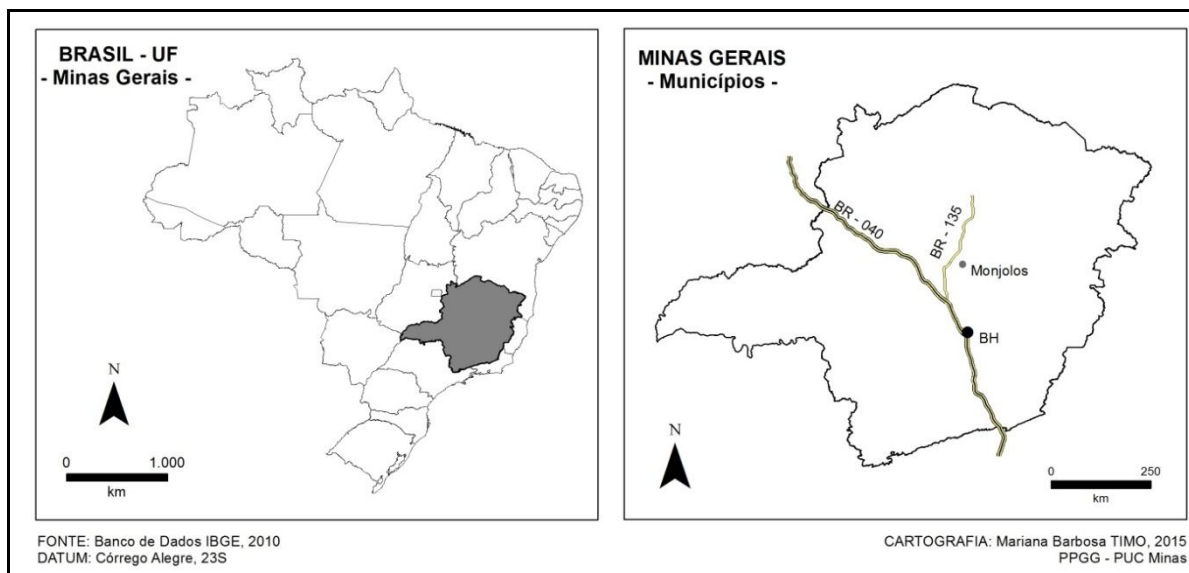 BRASIL - UF
- Minas Gerais -
N
0 1.000
km
MINAS GERAIS
- Municípios -
BR - 040
BR - 135
Monjolos
BH
N
0 250
km
FONTE: Banco de Dados IBGE, 2010
DATUM: Córrego Alegre, 23S
CARTOGRAFIA: Mariana Barbosa TIMO, 2015
PPGG - PUC Minas